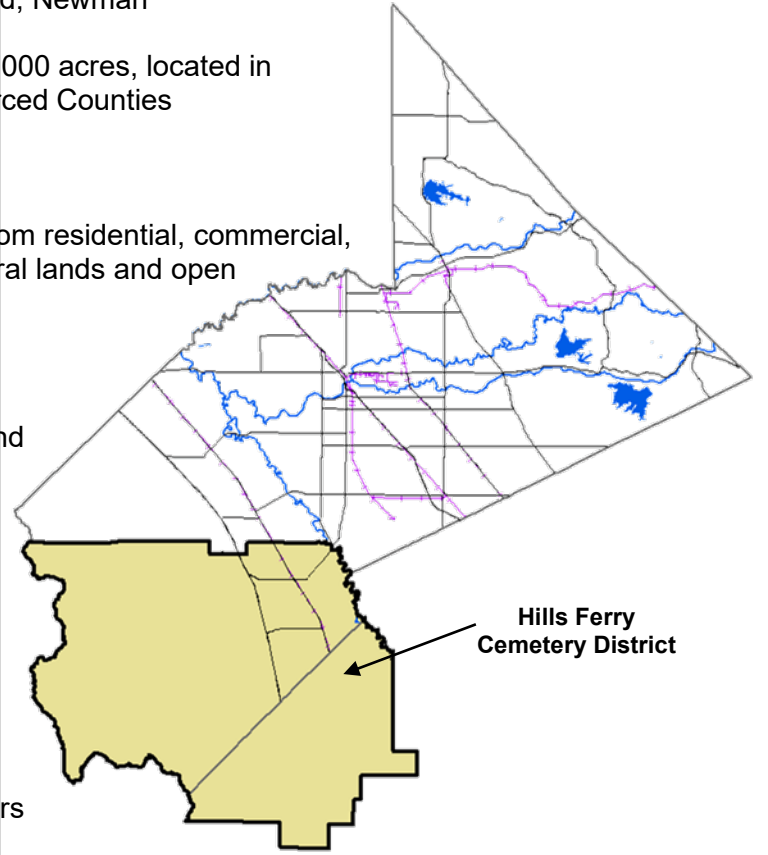 d, Newman
000 acres, located in
rced Counties
om residential, commercial,
ral lands and open
nd
Hills Ferry
Cemetery District
rs